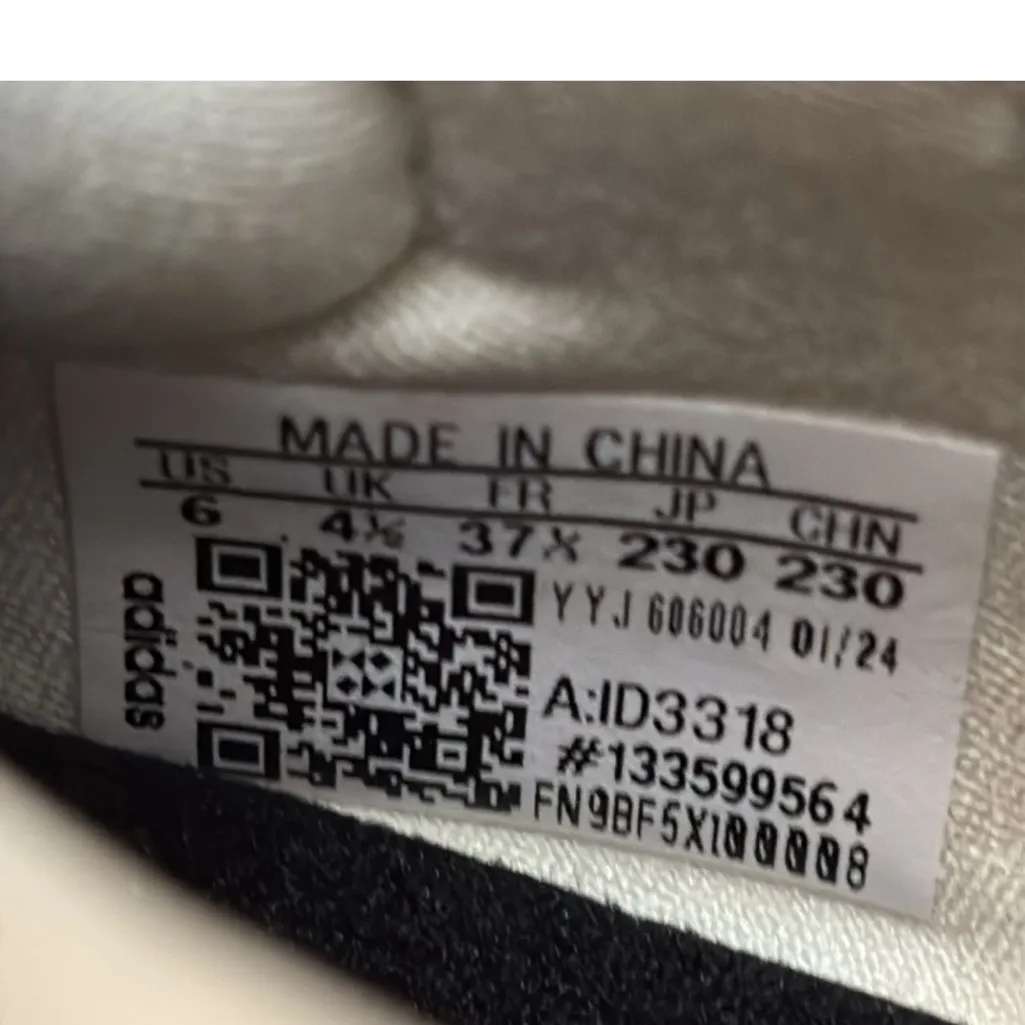 MADE IN CHINA
US UK FR JP CHN
6 4½ 37⅓ 230 230
adidas
YYJ 606004 01/24
A:ID3318
#133599564
FN9BF5X100008